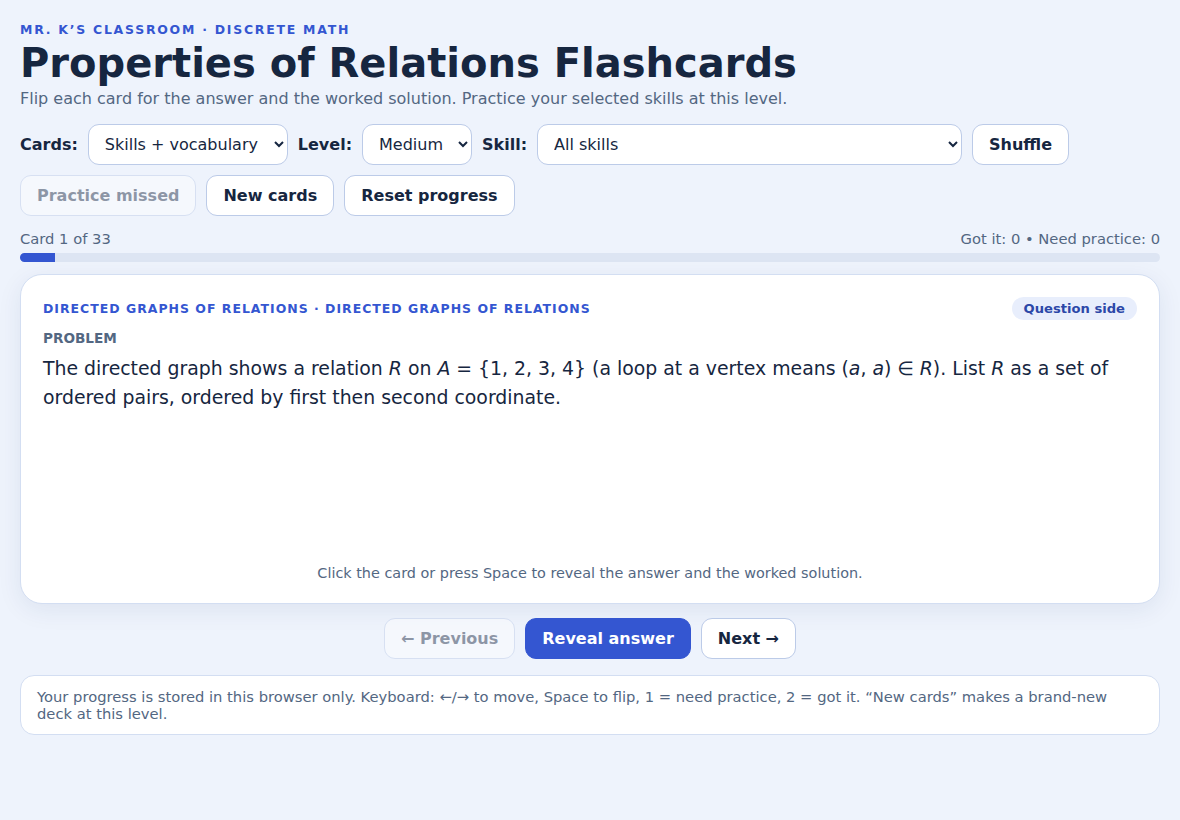 MR. K’S CLASSROOM · DISCRETE MATH
Properties of Relations Flashcards
Flip each card for the answer and the worked solution. Practice your selected skills at this level.
Cards: Skills + vocabulary Level: Medium Skill: All skills Shuffle
Practice missed New cards Reset progress
Card 1 of 33 Got it: 0 • Need practice: 0
DIRECTED GRAPHS OF RELATIONS · DIRECTED GRAPHS OF RELATIONS Question side
PROBLEM
The directed graph shows a relation R on A = {1, 2, 3, 4} (a loop at a vertex means (a, a) ∈ R). List R as a set of
ordered pairs, ordered by first then second coordinate.
Click the card or press Space to reveal the answer and the worked solution.
← Previous Reveal answer Next →
Your progress is stored in this browser only. Keyboard: ←/→ to move, Space to flip, 1 = need practice, 2 = got it. “New cards” makes a brand-new
deck at this level.